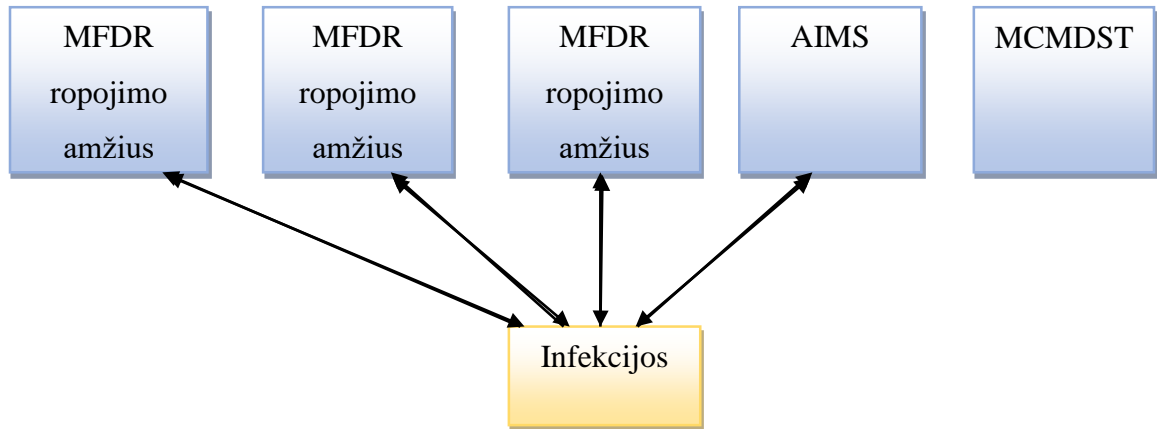 MFDR
ropojimo
amžius
MFDR
ropojimo
amžius
MFDR
ropojimo
amžius
AIMS
MCMDST
Infekcijos